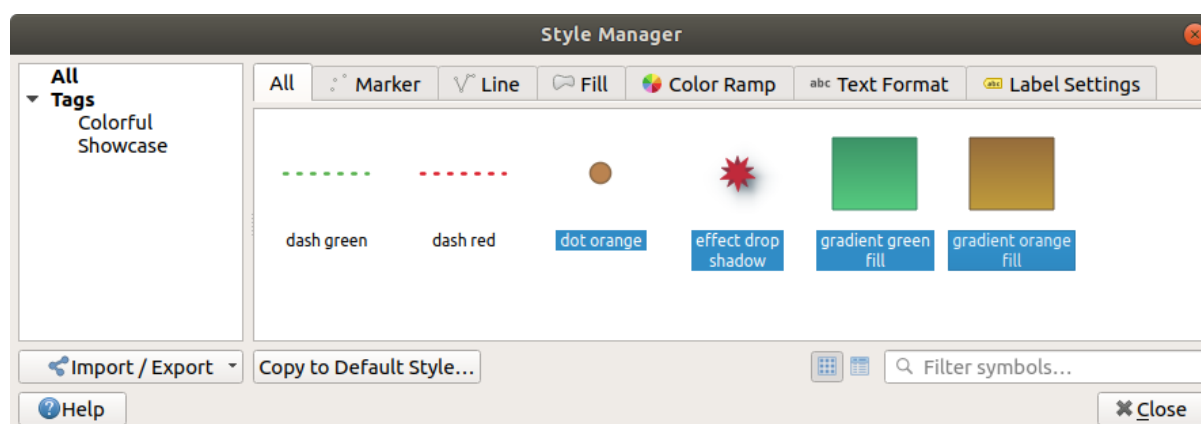 Style Manager
All
Tags
Colorful
Showcase
All
Marker
Line
Fill
Color Ramp
abc Text Format
abc Label Settings
dash green
dash red
dot orange
effect drop
shadow
gradient green
fill
gradient orange
fill
Import / Export
Copy to Default Style...
Filter symbols...
Help
Close